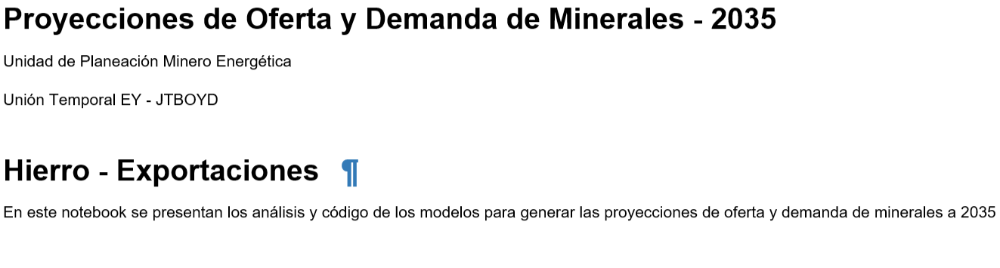 Proyecciones de Oferta y Demanda de Minerales - 2035
Unidad de Planeación Minero Energética
Unión Temporal EY - JTBOYD
Hierro - Exportaciones ¶
En este notebook se presentan los análisis y código de los modelos para generar las proyecciones de oferta y demanda de minerales a 2035